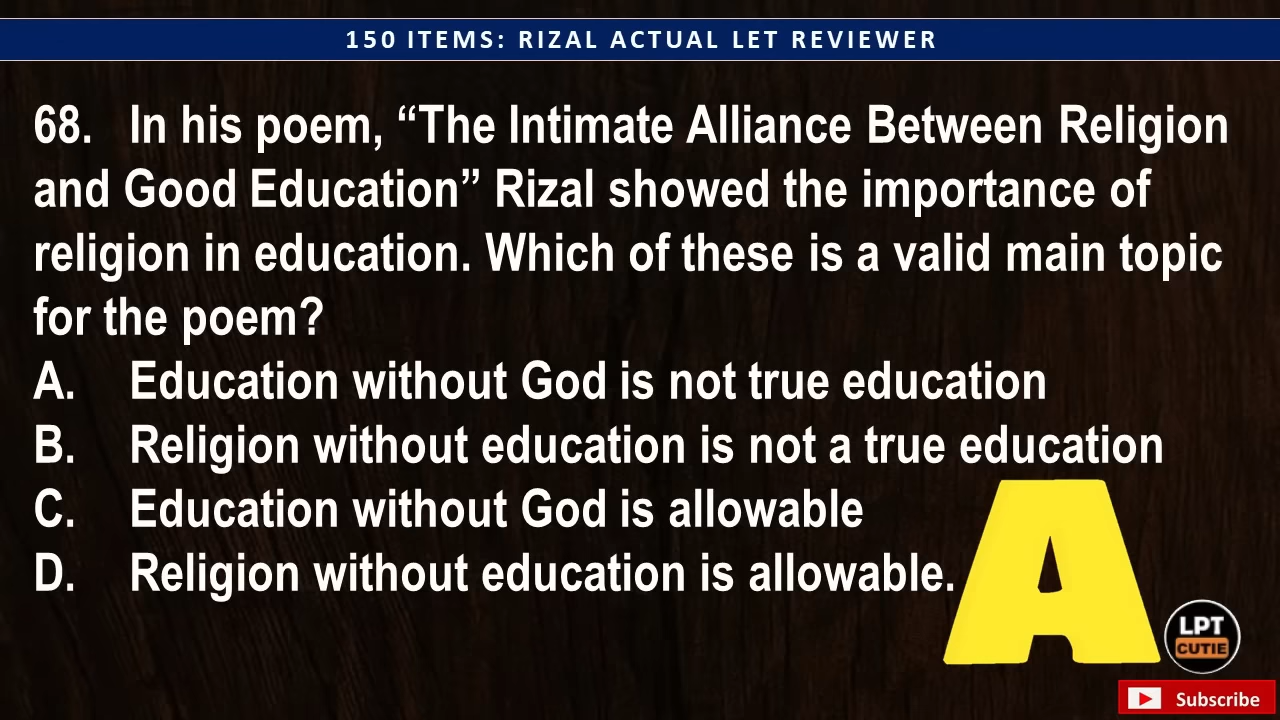 150 ITEMS: RIZAL ACTUAL LET REVIEWER
68. In his poem, “The Intimate Alliance Between Religion
and Good Education” Rizal showed the importance of
religion in education. Which of these is a valid main topic
for the poem?
A. Education without God is not true education
B. Religion without education is not a true education
C. Education without God is allowable
D. Religion without education is allowable.
A
LPT
CUTIE
Subscribe